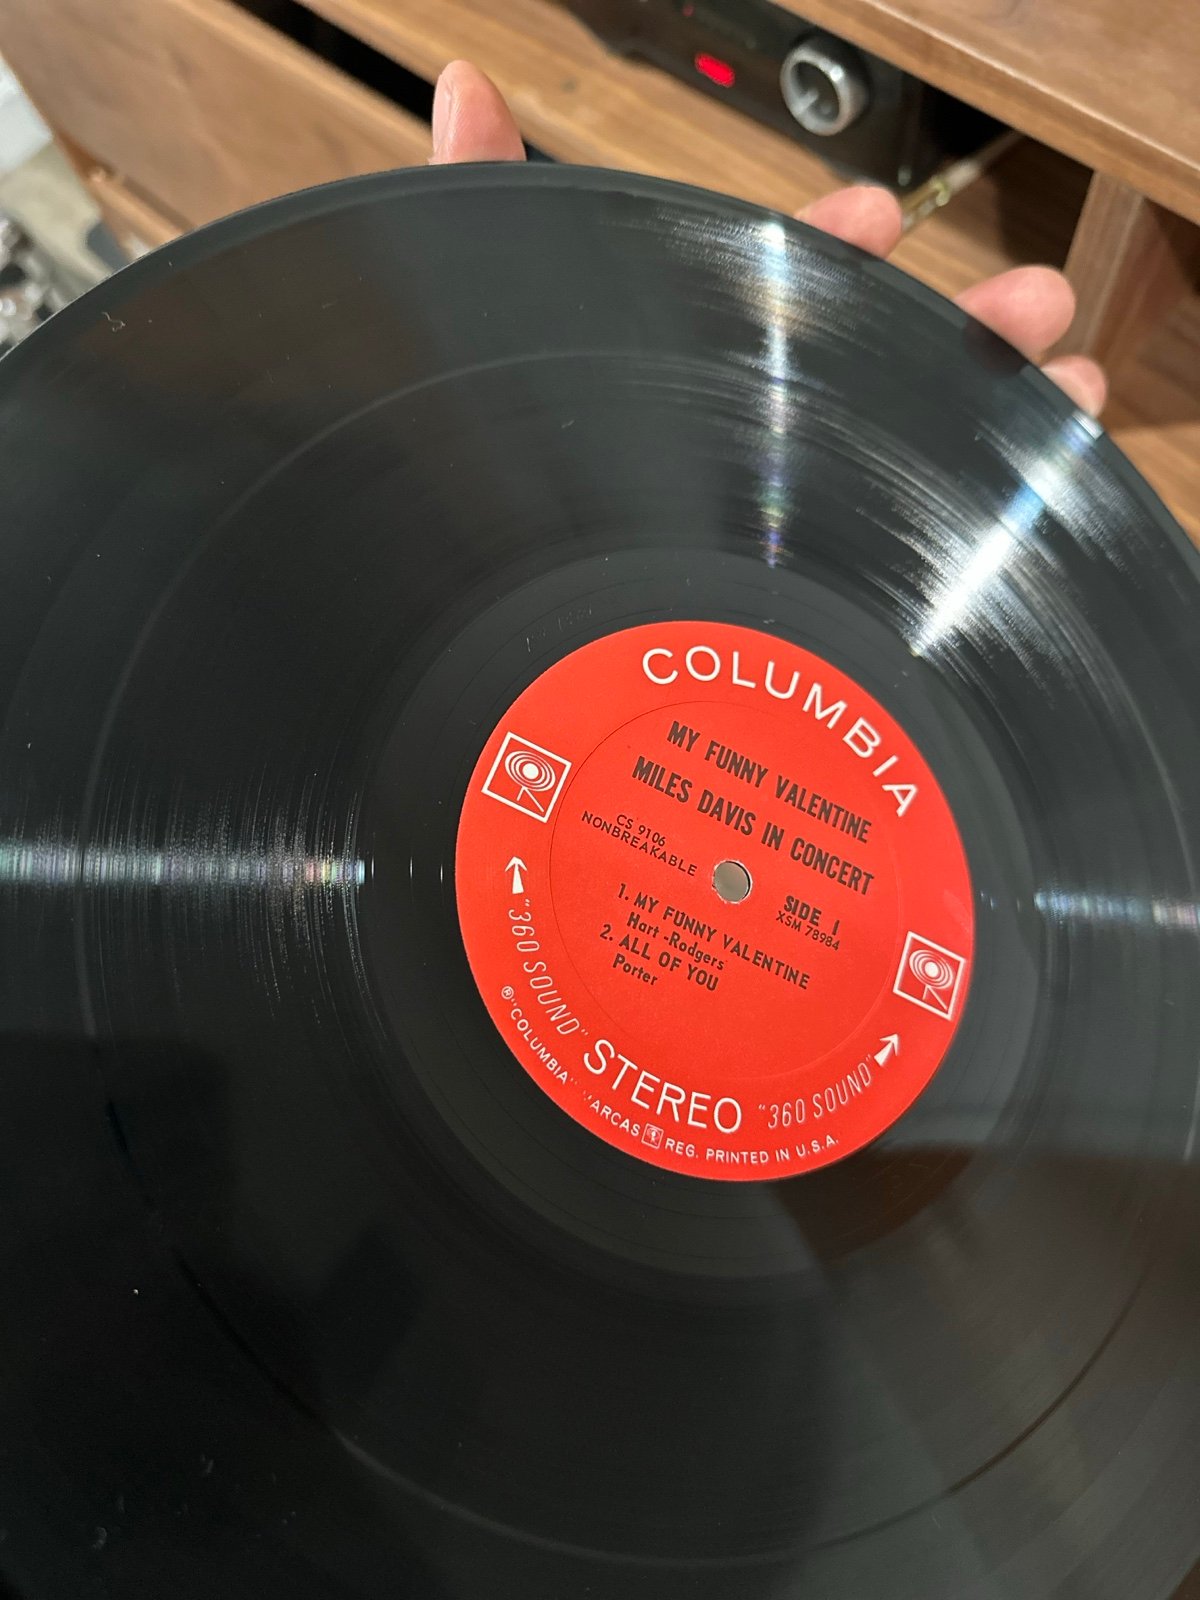 COLUMBIA
MY FUNNY VALENTINE
MILES DAVIS IN CONCERT
CS 9106
NONBREAKABLE
SIDE 1
XSM 78984
1. MY FUNNY VALENTINE
Hart -Rodgers
2. ALL OF YOU
Porter
"360 SOUND" STEREO "360 SOUND"
Ⓡ "COLUMBIA" ARCAS REG. PRINTED IN U.S.A.